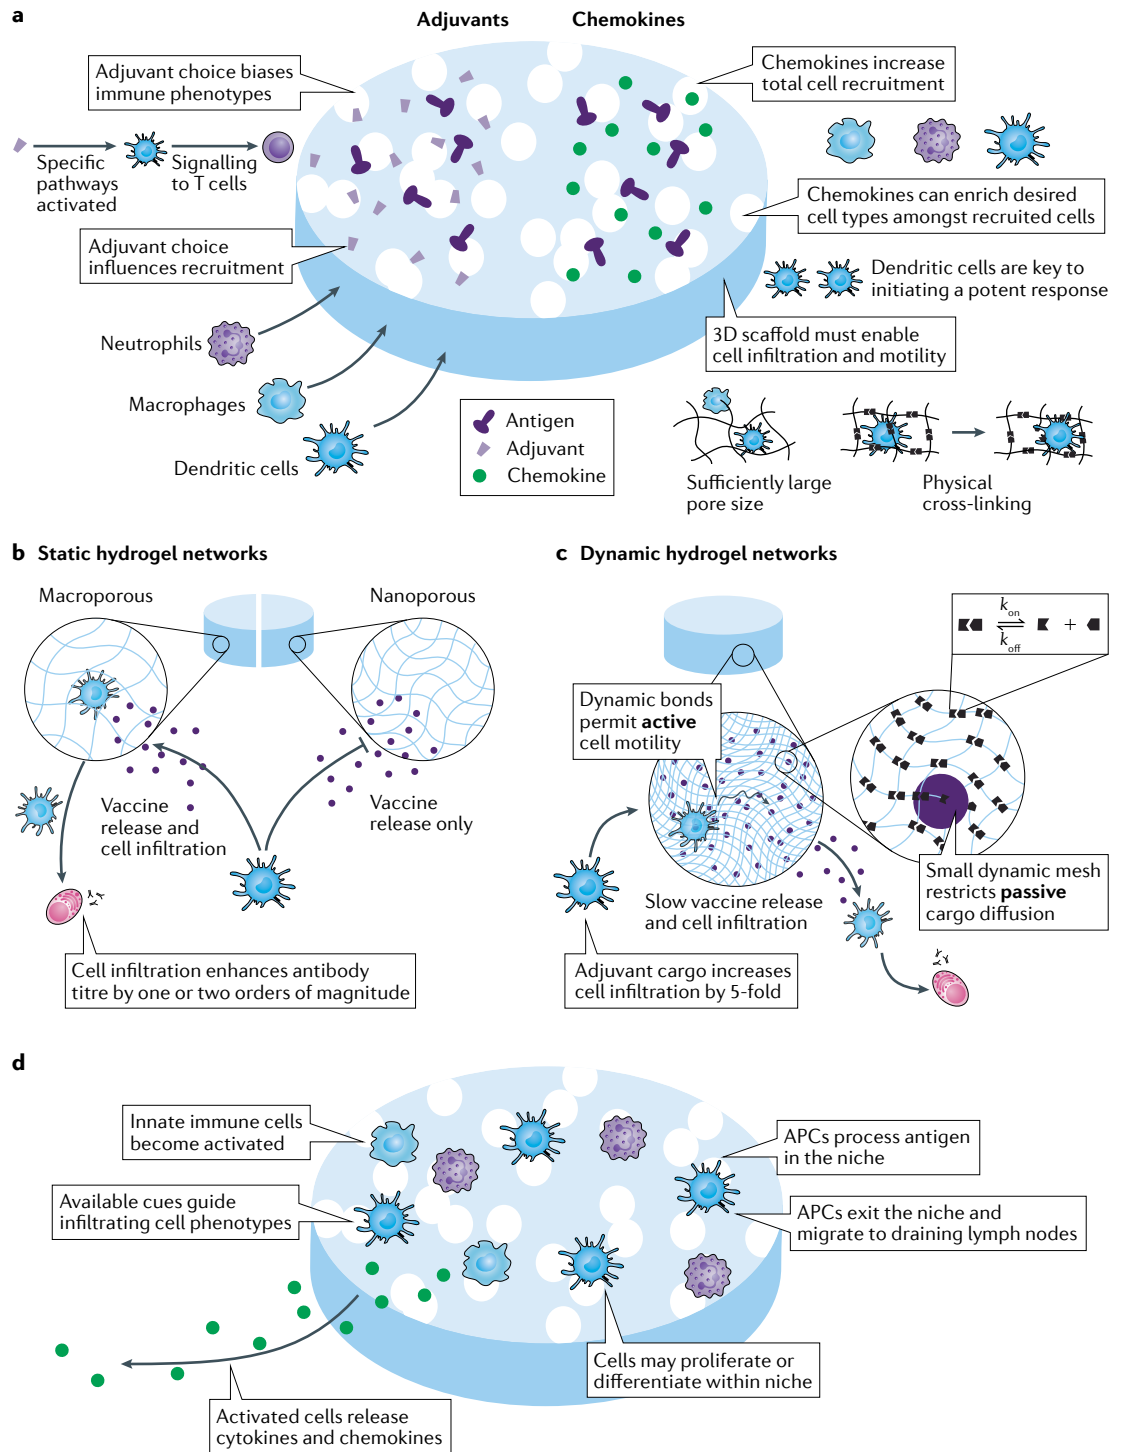 a
Adjuvants
Chemokines
Adjuvant choice biases
immune phenotypes
Specific
pathways
activated
Signalling
to T cells
Adjuvant choice
influences recruitment
Chemokines increase
total cell recruitment
Chemokines can enrich desired
cell types amongst recruited cells
Dendritic cells are key to
initiating a potent response
3D scaffold must enable
cell infiltration and motility
Neutrophils
Macrophages
Dendritic cells
Antigen
Adjuvant
Chemokine
Sufficiently large
pore size
Physical
cross-linking
b Static hydrogel networks
Macroporous
Nanoporous
Vaccine
release and
cell infiltration
Vaccine
release only
Cell infiltration enhances antibody
titre by one or two orders of magnitude
c Dynamic hydrogel networks
kon
koff
+
Dynamic bonds
permit active
cell motility
Slow vaccine release
and cell infiltration
Small dynamic mesh
restricts passive
cargo diffusion
Adjuvant cargo increases
cell infiltration by 5-fold
d
Innate immune cells
become activated
Available cues guide
infiltrating cell phenotypes
APCs process antigen
in the niche
APCs exit the niche and
migrate to draining lymph nodes
Cells may proliferate or
differentiate within niche
Activated cells release
cytokines and chemokines